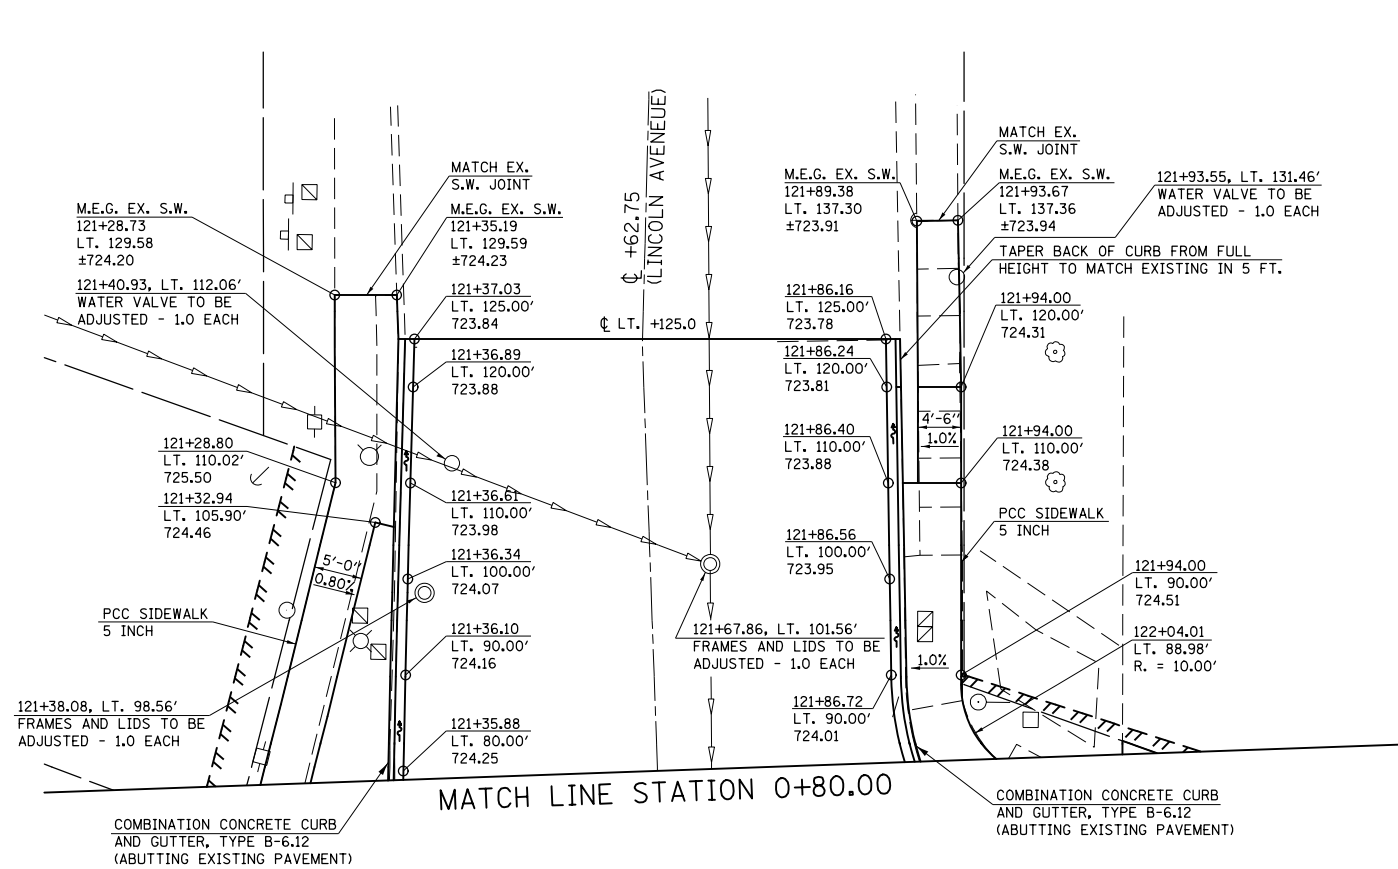 MATCH EX.
S.W. JOINT
M.E.G. EX. S.W.
121+28.73
LT. 129.58
±724.20
M.E.G. EX. S.W.
121+35.19
LT. 129.59
±724.23
121+40.93, LT. 112.06'
WATER VALVE TO BE
ADJUSTED - 1.0 EACH
121+37.03
LT. 125.00'
723.84
121+36.89
LT. 120.00'
723.88
121+28.80
LT. 110.02'
725.50
121+32.94
LT. 105.90'
724.46
121+36.61
LT. 110.00'
723.98
121+36.34
LT. 100.00'
724.07
5'-0"
0.80%
PCC SIDEWALK
5 INCH
121+36.10
LT. 90.00'
724.16
121+38.08, LT. 98.56'
FRAMES AND LIDS TO BE
ADJUSTED - 1.0 EACH
121+35.88
LT. 80.00'
724.25
COMBINATION CONCRETE CURB
AND GUTTER, TYPE B-6.12
(ABUTTING EXISTING PAVEMENT)
℄ +62.75
(LINCOLN AVENEUE)
℄ LT. +125.0
121+67.86, LT. 101.56'
FRAMES AND LIDS TO BE
ADJUSTED - 1.0 EACH
MATCH LINE STATION 0+80.00
MATCH EX.
S.W. JOINT
M.E.G. EX. S.W.
121+89.38
LT. 137.30
±723.91
M.E.G. EX. S.W.
121+93.67
LT. 137.36
±723.94
121+93.55, LT. 131.46'
WATER VALVE TO BE
ADJUSTED - 1.0 EACH
TAPER BACK OF CURB FROM FULL
HEIGHT TO MATCH EXISTING IN 5 FT.
121+86.16
LT. 125.00'
723.78
121+94.00
LT. 120.00'
724.31
121+86.24
LT. 120.00'
723.81
4'-6"
1.0%
121+86.40
LT. 110.00'
723.88
121+94.00
LT. 110.00'
724.38
PCC SIDEWALK
5 INCH
121+86.56
LT. 100.00'
723.95
121+94.00
LT. 90.00'
724.51
122+04.01
LT. 88.98'
R. = 10.00'
1.0%
121+86.72
LT. 90.00'
724.01
COMBINATION CONCRETE CURB
AND GUTTER, TYPE B-6.12
(ABUTTING EXISTING PAVEMENT)